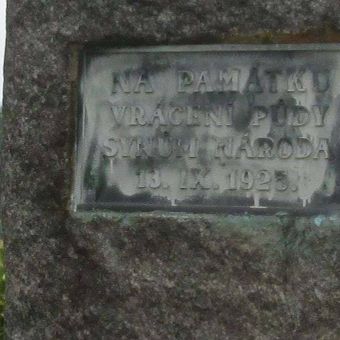 NA PAMÁTKU
VRÁCENÍ PŮDY
SYNŮM NÁRODA
13. IX. 1925.